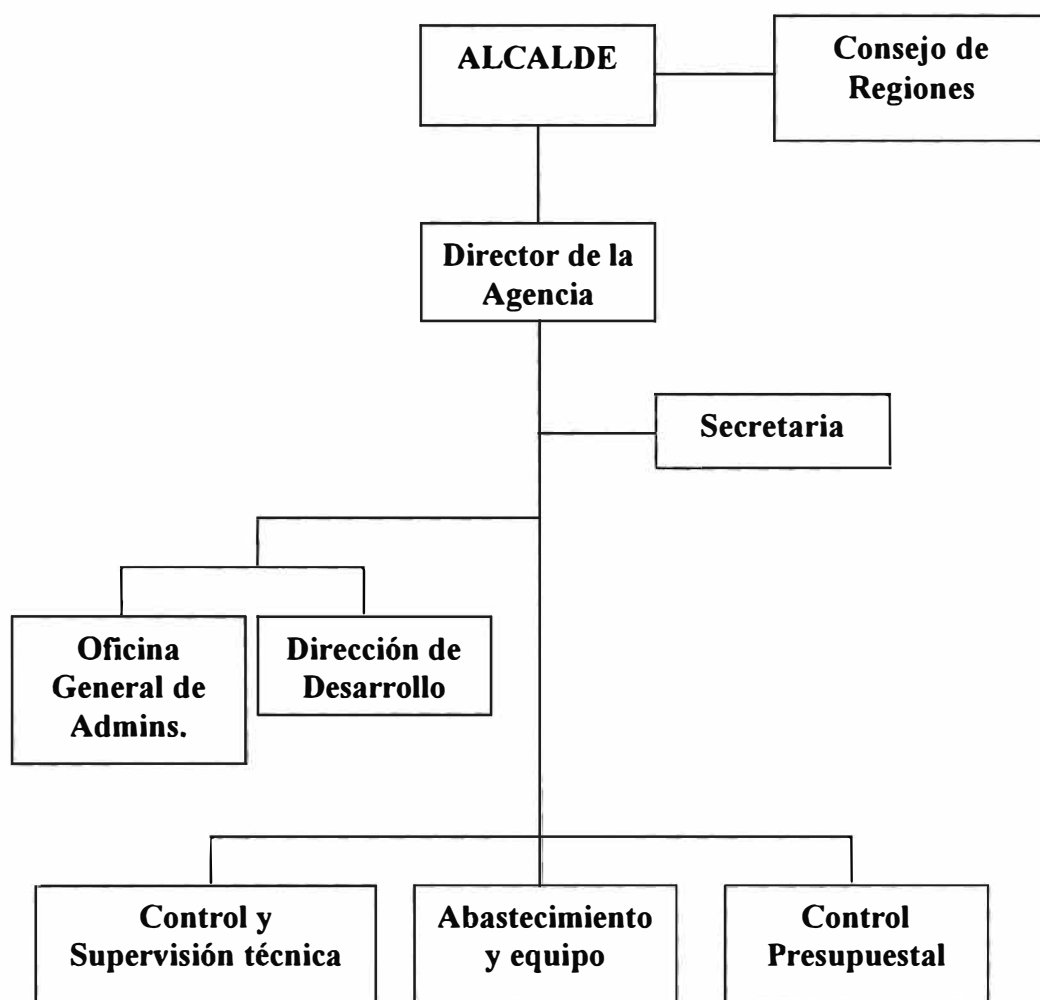 ALCALDE
Consejo de
Regiones
Director de la
Agencia
Secretaria
Oficina
General de
Admins.
Dirección de
Desarrollo
Control y
Supervisión técnica
Abastecimiento
y equipo
Control
Presupuestal